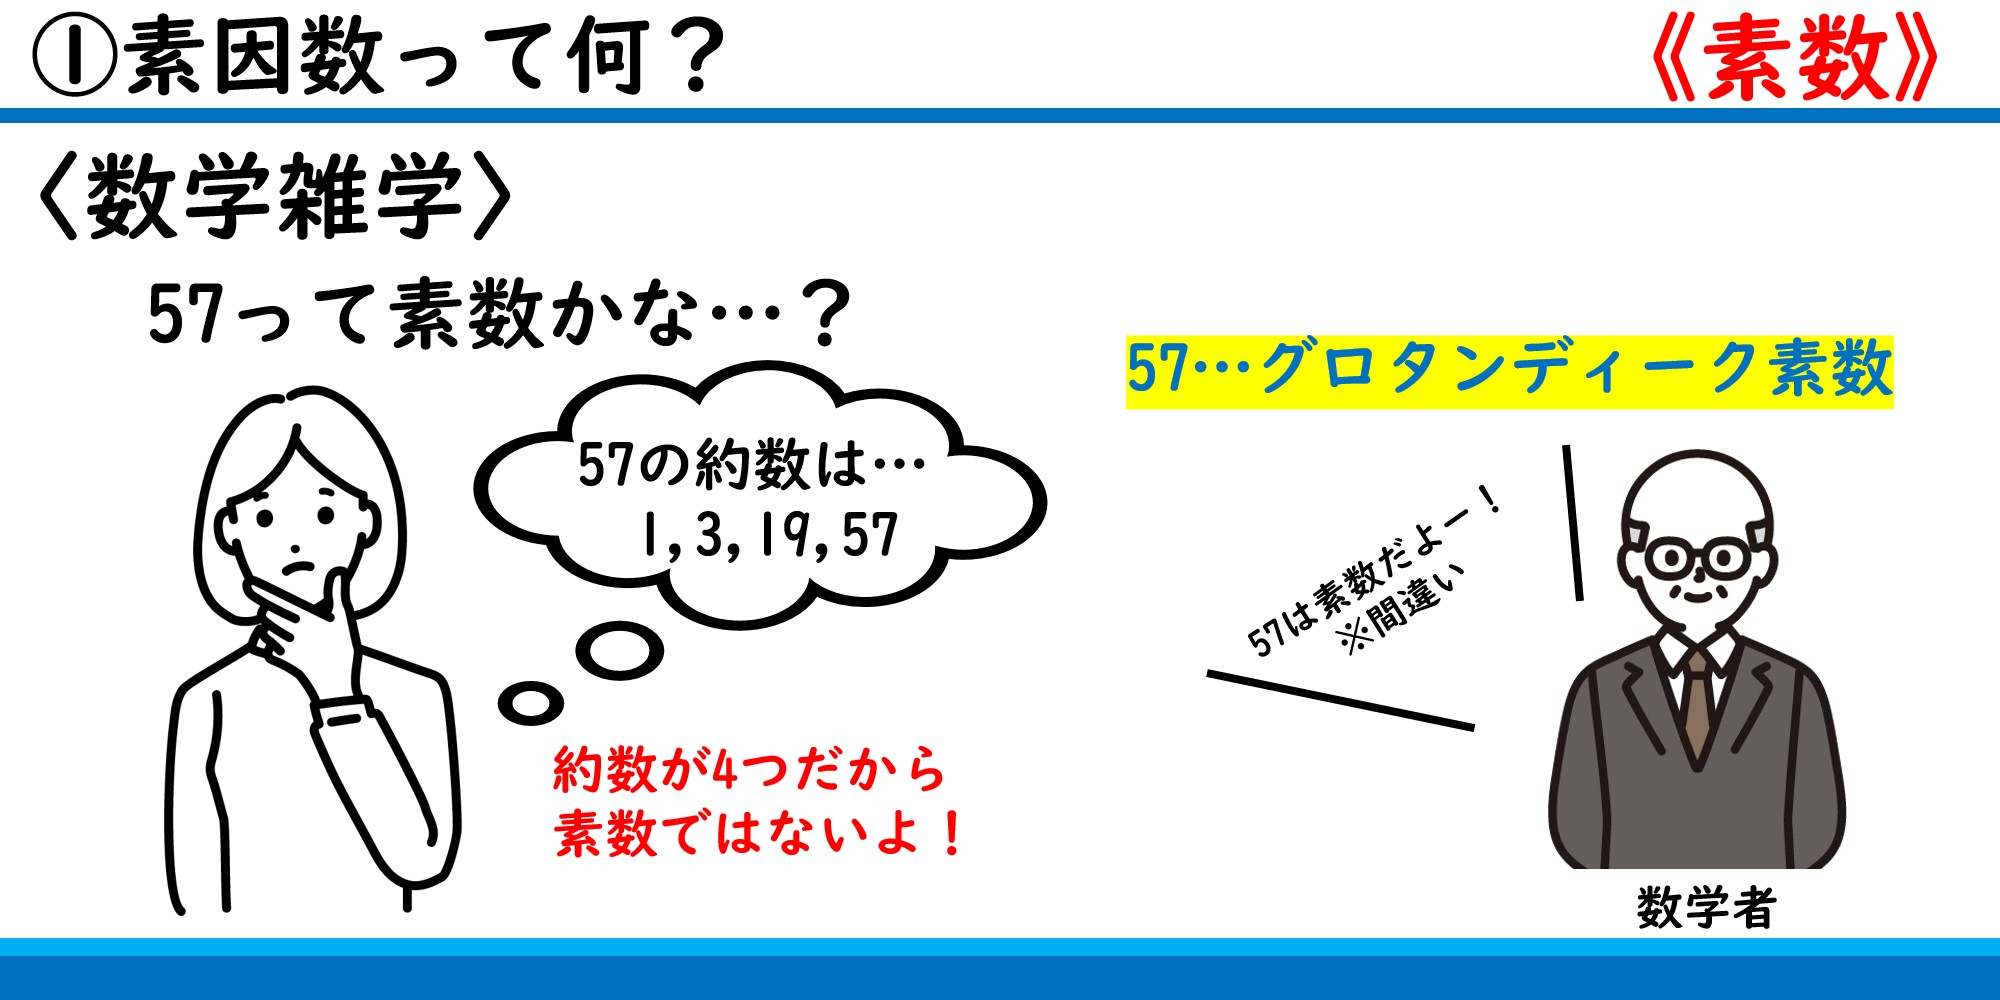 ①素因数って何？
《素数》
〈数学雑学〉
57って素数かな…？
57の約数は…
1,3,19,57
約数が4つだから
素数ではないよ！
57…グロタンディーク素数
57は素数だよー！
※間違い
数学者